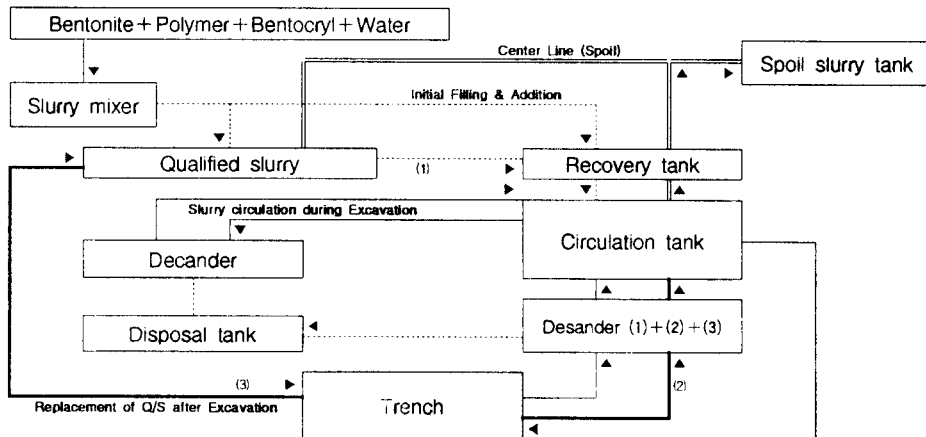 Bentonite+Polymer+Bentocryl+Water
Center Line (Spoil)
Spoil slurry tank
Slurry mixer
Initial Filling & Addition
Qualified slurry
(1)
Recovery tank
Slurry circulation during Excavation
Circulation tank
Decander
Disposal tank
Desander (1)+(2)+(3)
(3)
Trench
(2)
Replacement of Q/S after Excavation